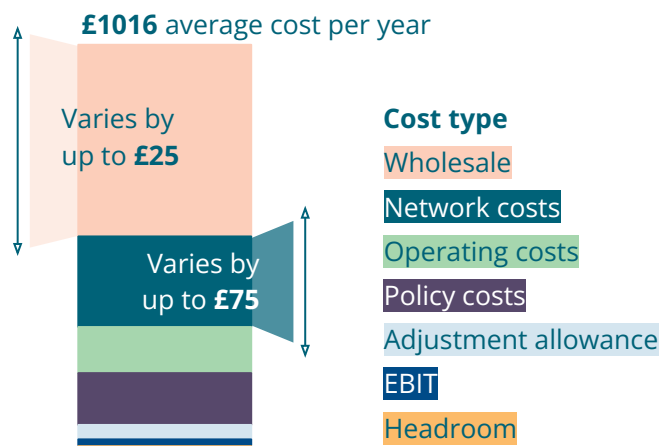 £1016 average cost per year
Varies by
up to £25
Varies by
up to £75
Cost type
Wholesale
Network costs
Operating costs
Policy costs
Adjustment allowance
EBIT
Headroom